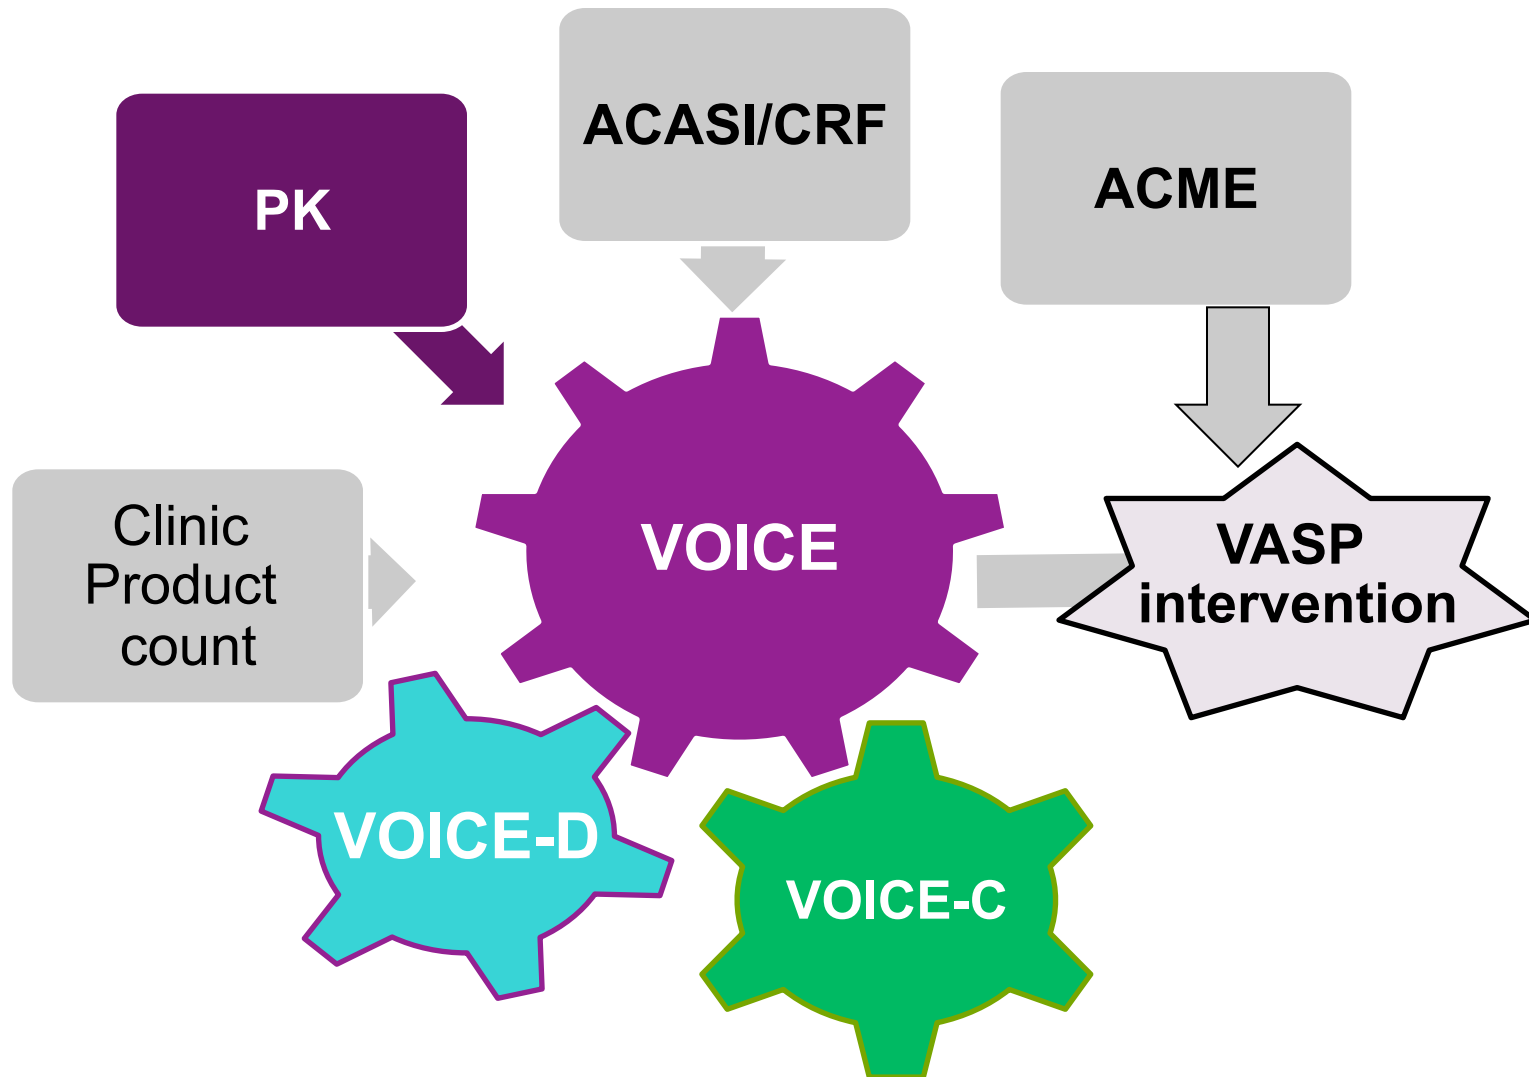 PK
ACASI/CRF
ACME
Clinic
Product
count
VOICE
VASP
intervention
VOICE-D
VOICE-C